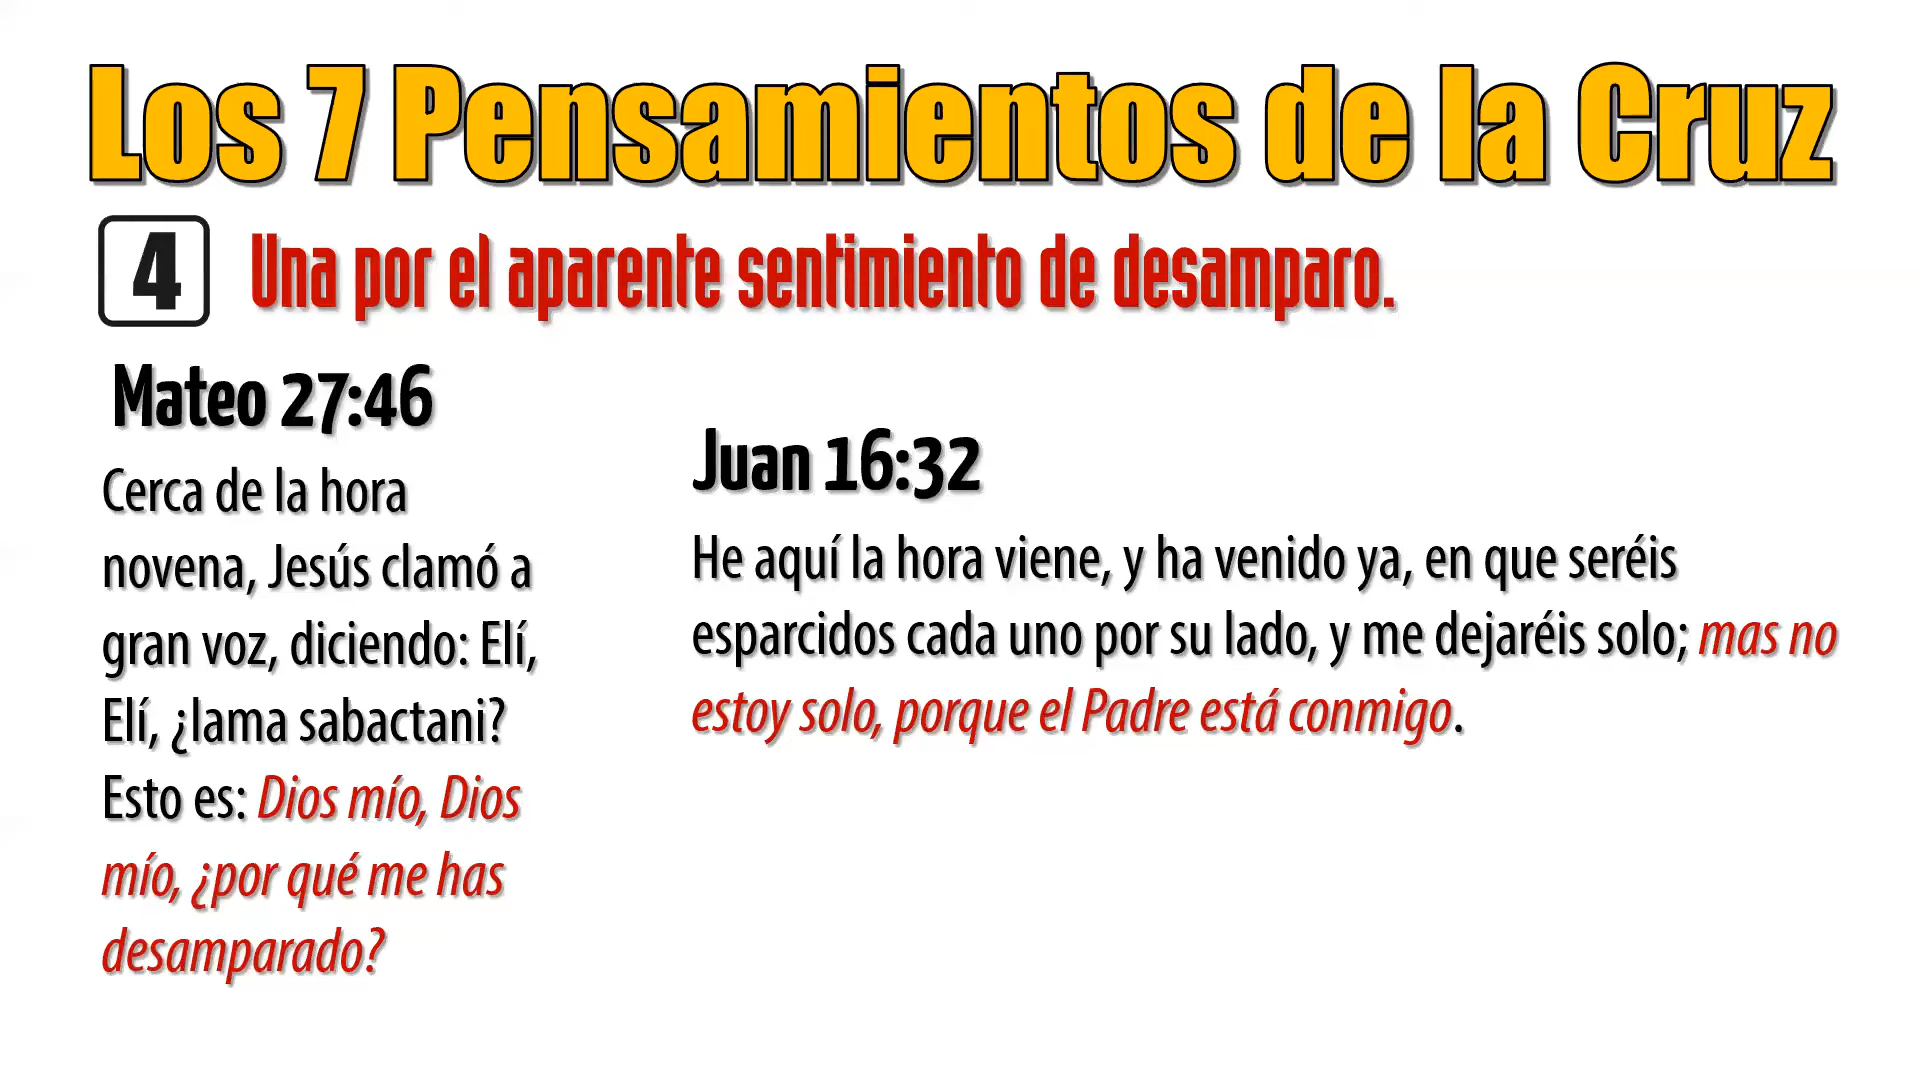 Los 7 Pensamientos de la Cruz
4 Una por el aparente sentimiento de desamparo.
Mateo 27:46
Cerca de la hora
novena, Jesús clamó a
gran voz, diciendo: Elí,
Elí, ¿lama sabactani?
Esto es: Dios mío, Dios
mío, ¿por qué me has
desamparado?
Juan 16:32
He aquí la hora viene, y ha venido ya, en que seréis
esparcidos cada uno por su lado, y me dejaréis solo; mas no
estoy solo, porque el Padre está conmigo.